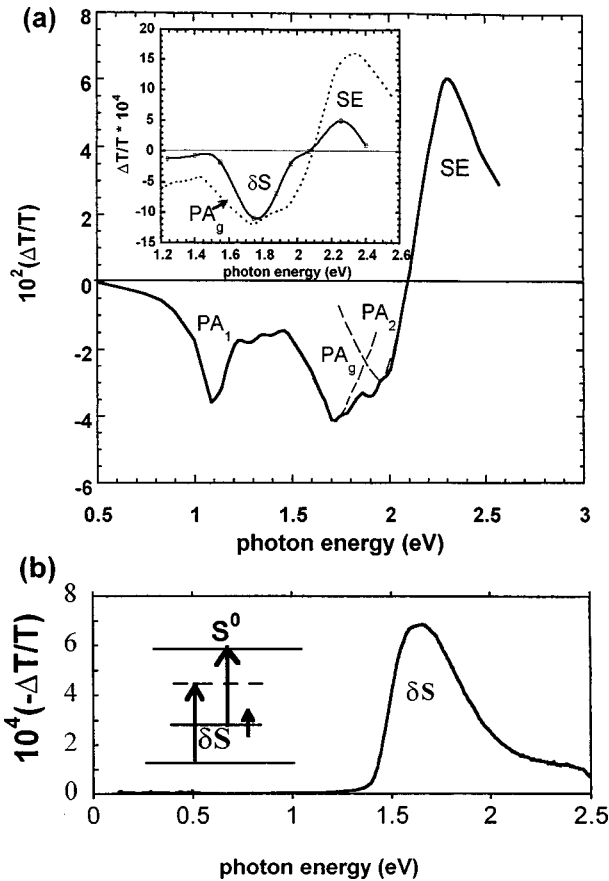 (a)
8
6
4
2
0
-2
-4
-6
10²(ΔT/T)
0.5 1 1.5 2 2.5 3
photon energy (eV)
PA₁
PAg
PA₂
SE
20
15
10
5
0
-5
-10
-15
ΔT/T * 10⁴
1.2 1.4 1.6 1.8 2 2.2 2.4 2.6
photon energy (eV)
SE
δS
PAg
(b)
8
6
4
2
0
10⁴(-ΔT/T)
0 0.5 1 1.5 2 2.5
photon energy (eV)
S⁰
δS
δS